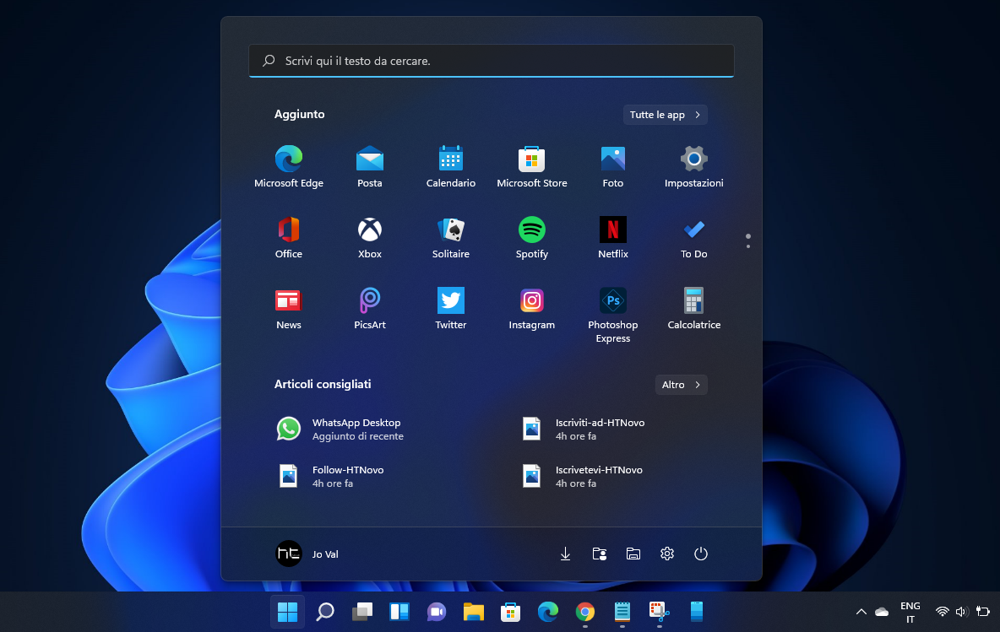 Scrivi qui il testo da cercare.
Aggiunto
Tutte le app
Microsoft Edge
Posta
Calendario
Microsoft Store
Foto
Impostazioni
Office
Xbox
Solitaire
Spotify
Netflix
To Do
News
PicsArt
Twitter
Instagram
Ps
Photoshop
Express
Calcolatrice
Articoli consigliati
Altro
WhatsApp Desktop
Aggiunto di recente
Iscriviti-ad-HTNovo
4h ore fa
Follow-HTNovo
4h ore fa
Iscrivetevi-HTNovo
4h ore fa
ht
Jo Val
ENG
IT